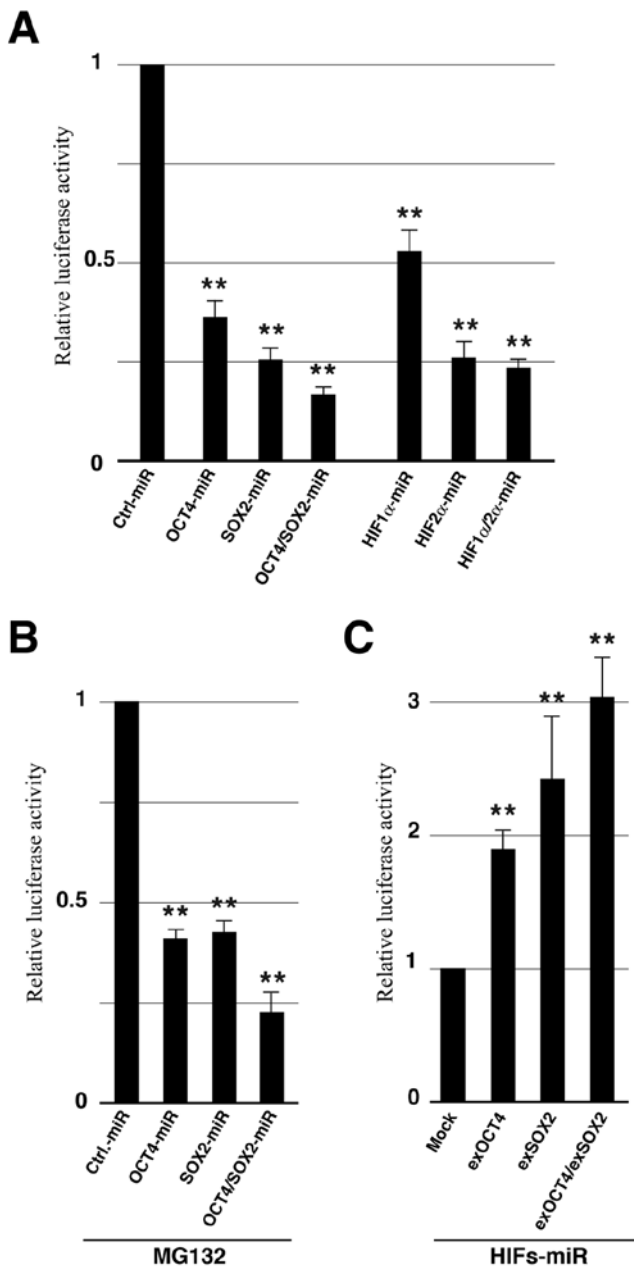 A
Relative luciferase activity
1
0.5
0
**
**
**
**
**
**
Ctrl-miR
OCT4-miR
SOX2-miR
OCT4/SOX2-miR
HIF1α-miR
HIF2α-miR
HIF1α/2α-miR
B
Relative luciferase activity
1
0.5
0
**
**
**
Ctrl.-miR
OCT4-miR
SOX2-miR
OCT4/SOX2-miR
MG132
C
Relative luciferase activity
3
2
1
0
**
**
**
Mock
exOCT4
exSOX2
exOCT4/exSOX2
HIFs-miR